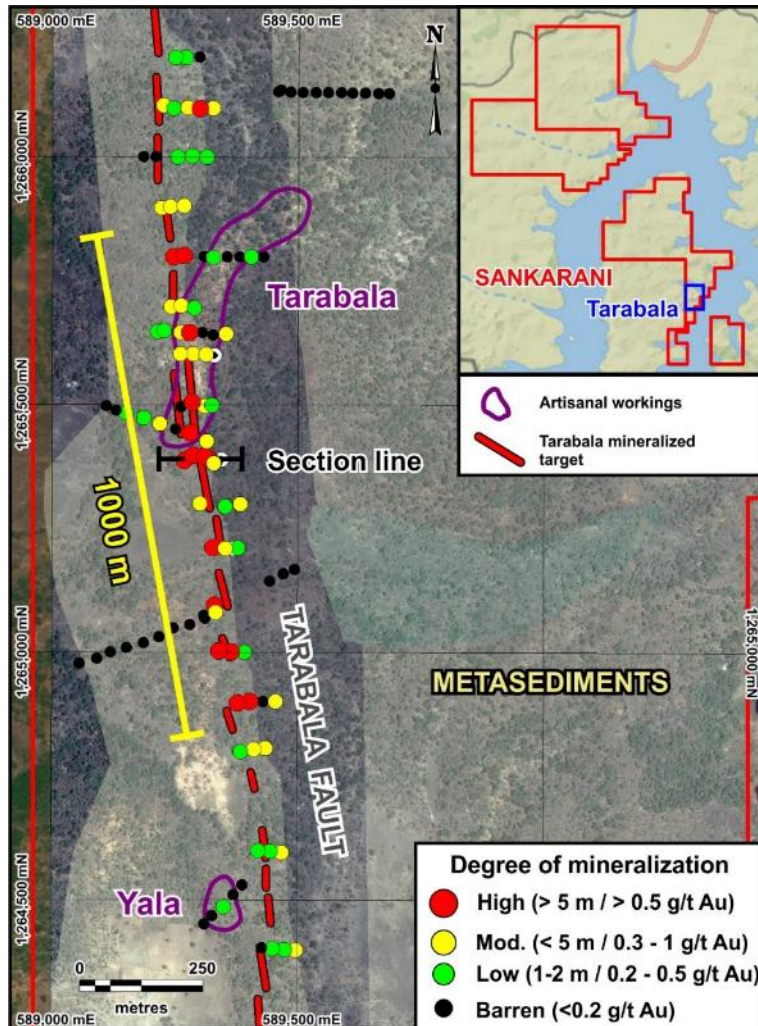 589,000 mE
589,500 mE
N
1,266,000 mN
SANKARANI
Tarabala
Tarabala
Artisanal workings
Tarabala mineralized
target
1,265,500 mN
Section line
1000 m
1,265,000 mN
1,265,000 mN
TARABALA FAULT
METASEDIMENTS
Yala
1,264,500 mN
0
250
metres
589,000 mE
589,500 mE
Degree of mineralization
High (> 5 m / > 0.5 g/t Au)
Mod. (< 5 m / 0.3 - 1 g/t Au)
Low (1-2 m / 0.2 - 0.5 g/t Au)
Barren (<0.2 g/t Au)